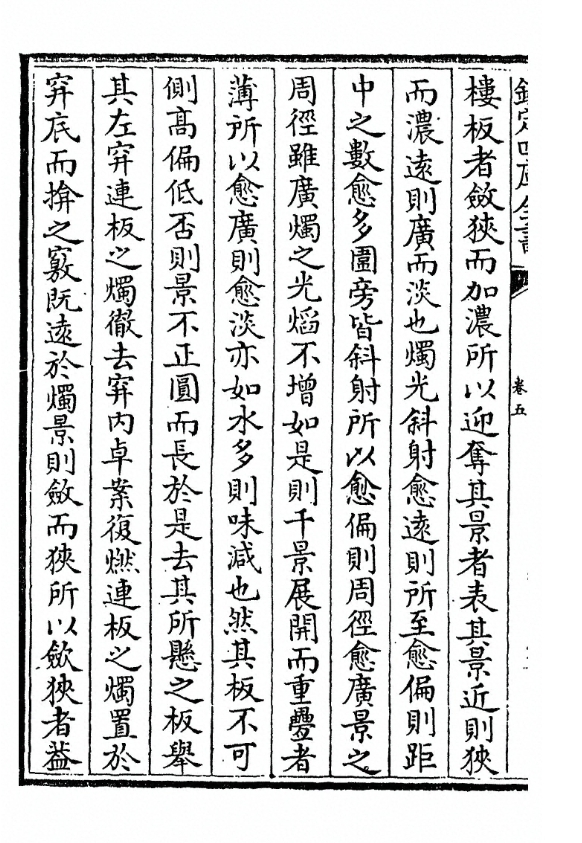 欽定四庫全書
卷五
樓板者斂狹而加濃所以迎奪其景者表其景近則狹
而濃遠則廣而淡也燭光斜射愈遠則所至愈偏則距
中之數愈多圍旁皆斜射所以愈偏則周徑愈廣景之
周徑雖廣燭之光熖不增如是則千景展開而重疊者
薄所以愈廣則愈淡亦如水多則味減也然其板不可
側高偏低否則景不正圓而長於是去其所懸之板舉
其左穽連板之燭徹去穽内卓案復燃連板之燭置於
穽底而揜之竅既遠於燭景則斂而狹所以斂狹者葢